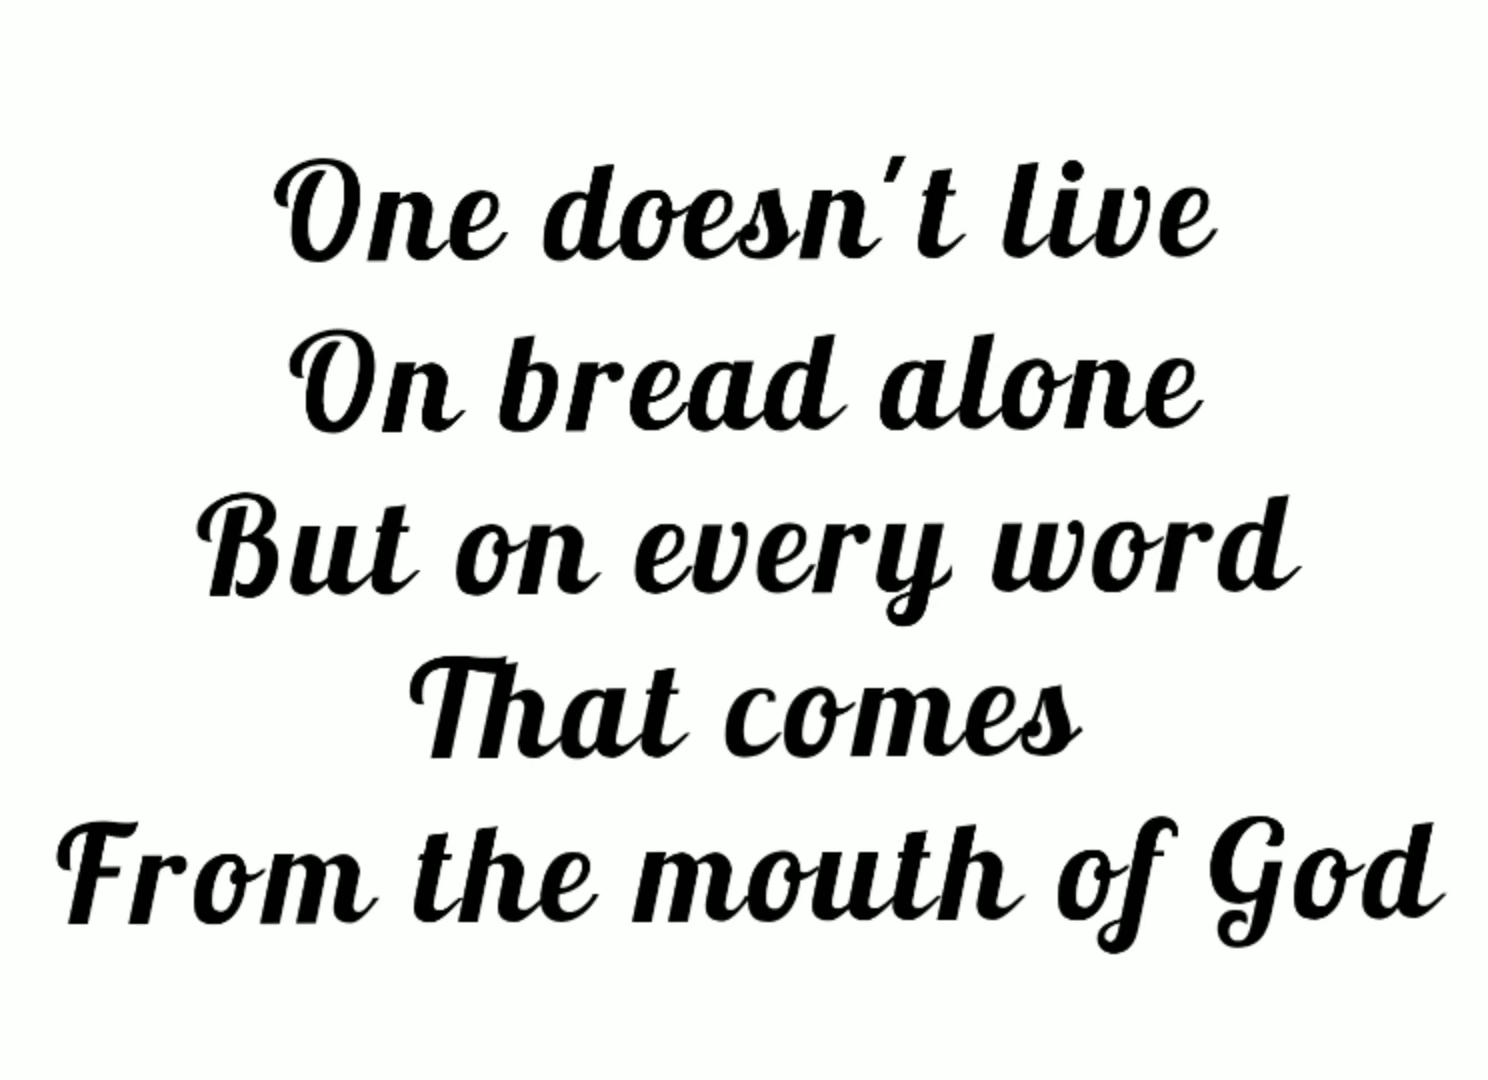 One doesn't live
On bread alone
But on every word
That comes
From the mouth of God